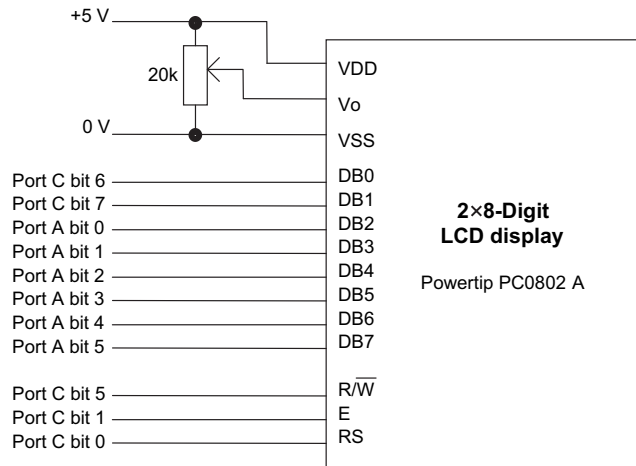 +5 V
VDD
20k
Vo
0 V
VSS
Port C bit 6 DB0
Port C bit 7 DB1
Port A bit 0 DB2
Port A bit 1 DB3
Port A bit 2 DB4
Port A bit 3 DB5
Port A bit 4 DB6
Port A bit 5 DB7
2×8-Digit
LCD display
Powertip PC0802 A
Port C bit 5 R/W̅
Port C bit 1 E
Port C bit 0 RS